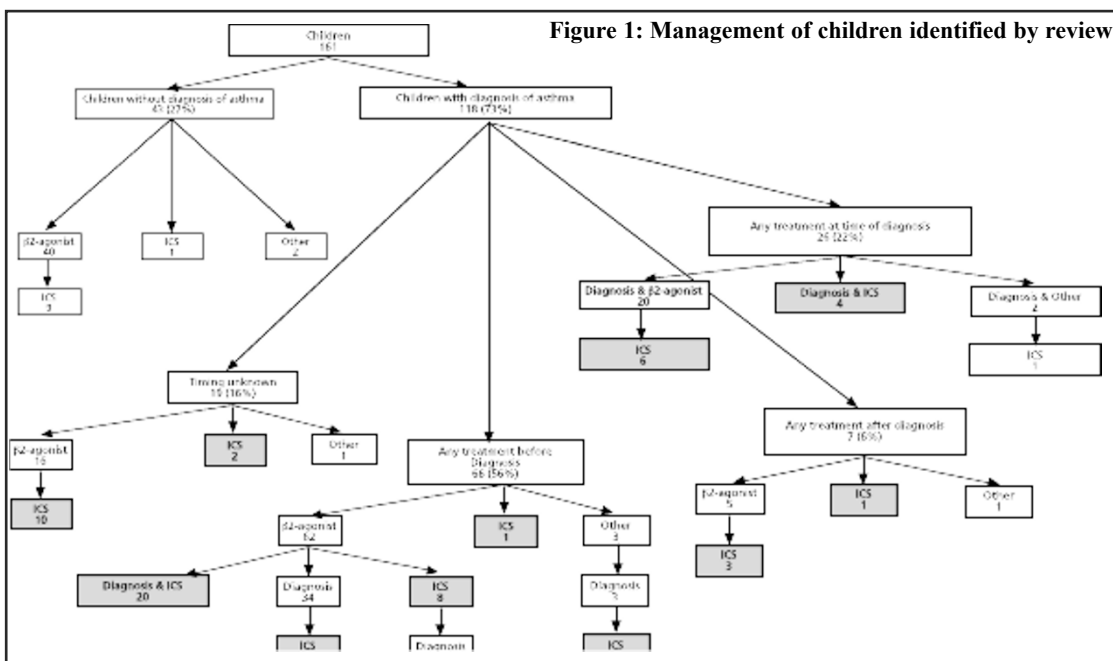 Figure 1: Management of children identified by review
Children
161
Children without diagnosis of asthma
43 (27%)
Children with diagnosis of asthma
118 (73%)
β2-agonist
40
ICS
1
Other
2
ICS
3
Any treatment at time of diagnosis
26 (22%)
Diagnosis & β2-agonist
20
Diagnosis & ICS
4
Diagnosis & Other
2
ICS
6
ICS
1
Timing unknown
19 (16%)
β2-agonist
16
ICS
2
Other
1
ICS
10
Any treatment before
Diagnosis
66 (56%)
β2-agonist
62
ICS
1
Other
3
Diagnosis & ICS
20
Diagnosis
34
ICS
8
Diagnosis
3
ICS
Diagnosis
ICS
Any treatment after diagnosis
7 (6%)
β2-agonist
5
ICS
1
Other
1
ICS
3